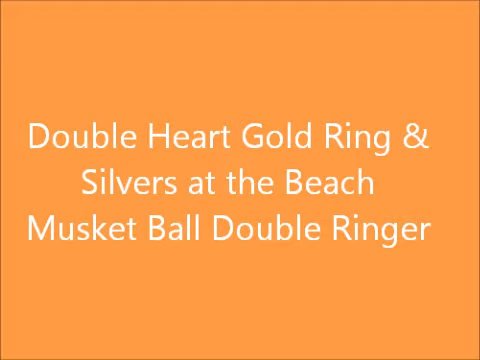 Double Heart Gold Ring &
Silvers at the Beach
Musket Ball Double Ringer